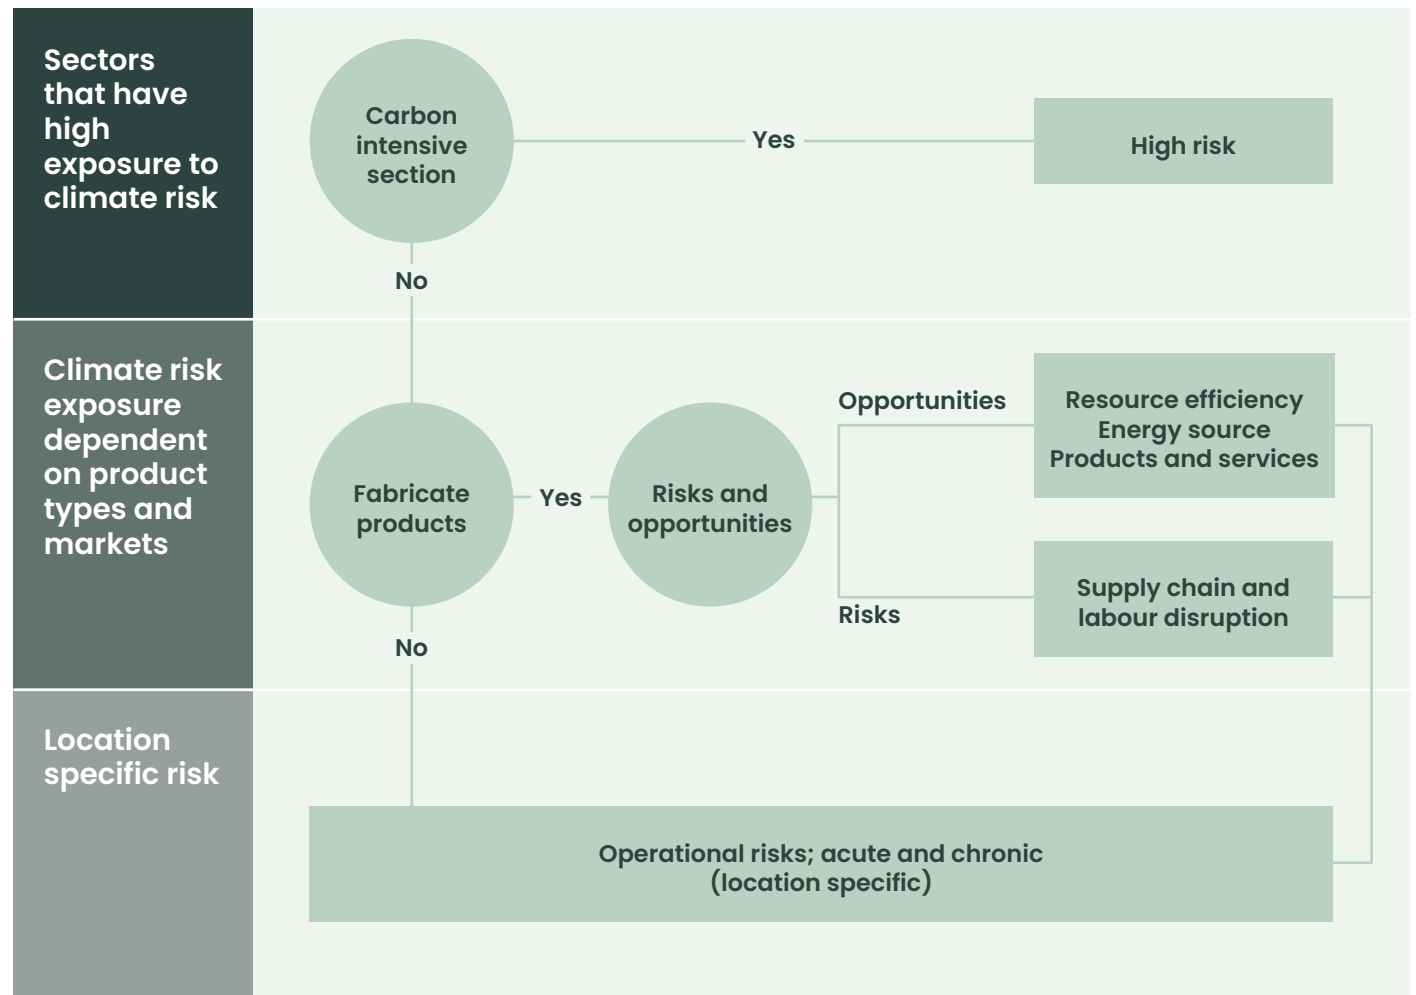 Sectors
that have
high
exposure to
climate risk
Carbon
intensive
section
Yes
High risk
No
Climate risk
exposure
dependent
on product
types and
markets
Fabricate
products
Yes
Risks and
opportunities
Opportunities
Resource efficiency
Energy source
Products and services
Risks
Supply chain and
labour disruption
No
Location
specific risk
Operational risks; acute and chronic
(location specific)